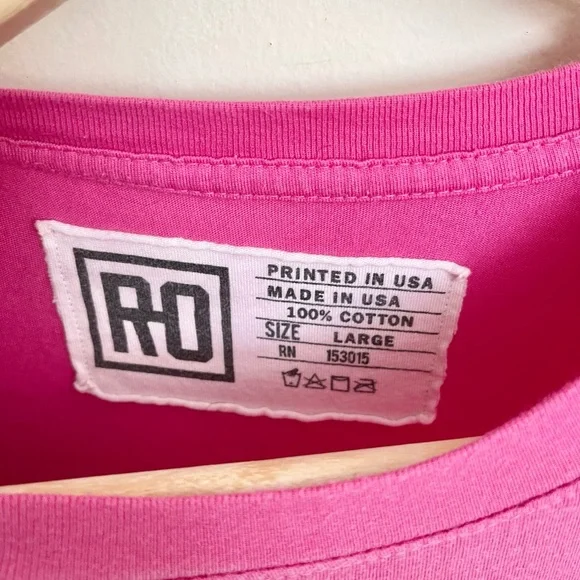 R-O
PRINTED IN USA
MADE IN USA
100% COTTON
SIZE LARGE
RN 153015